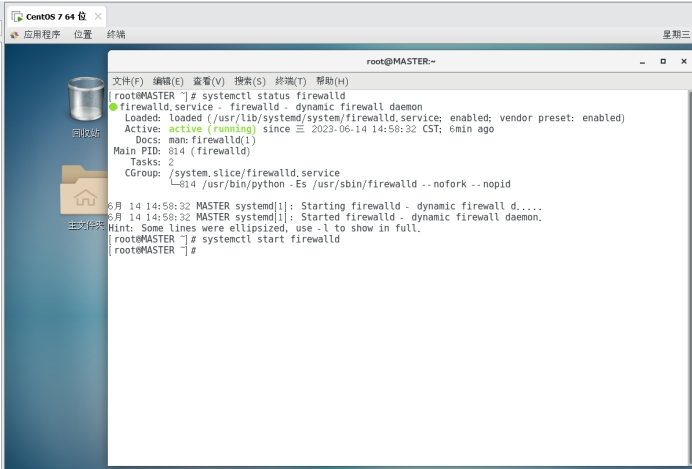 CentOS 7 64 位
应用程序 位置 终端 星期三
root@MASTER:~
文件(F) 编辑(E) 查看(V) 搜索(S) 终端(T) 帮助(H)
[root@MASTER ~]# systemctl status firewalld
● firewalld.service - firewalld - dynamic firewall daemon
Loaded: loaded (/usr/lib/systemd/system/firewalld.service; enabled; vendor preset: enabled)
Active: active (running) since 三 2023-06-14 14:58:32 CST; 6min ago
Docs: man:firewalld(1)
Main PID: 814 (firewalld)
Tasks: 2
CGroup: /system.slice/firewalld.service
└─814 /usr/bin/python -Es /usr/sbin/firewalld --nofork --nopid
6月 14 14:58:32 MASTER systemd[1]: Starting firewalld - dynamic firewall d.....
6月 14 14:58:32 MASTER systemd[1]: Started firewalld - dynamic firewall daemon.
Hint: Some lines were ellipsized, use -l to show in full.
[root@MASTER ~]# systemctl start firewalld
[root@MASTER ~]#
回收站
主文件夹